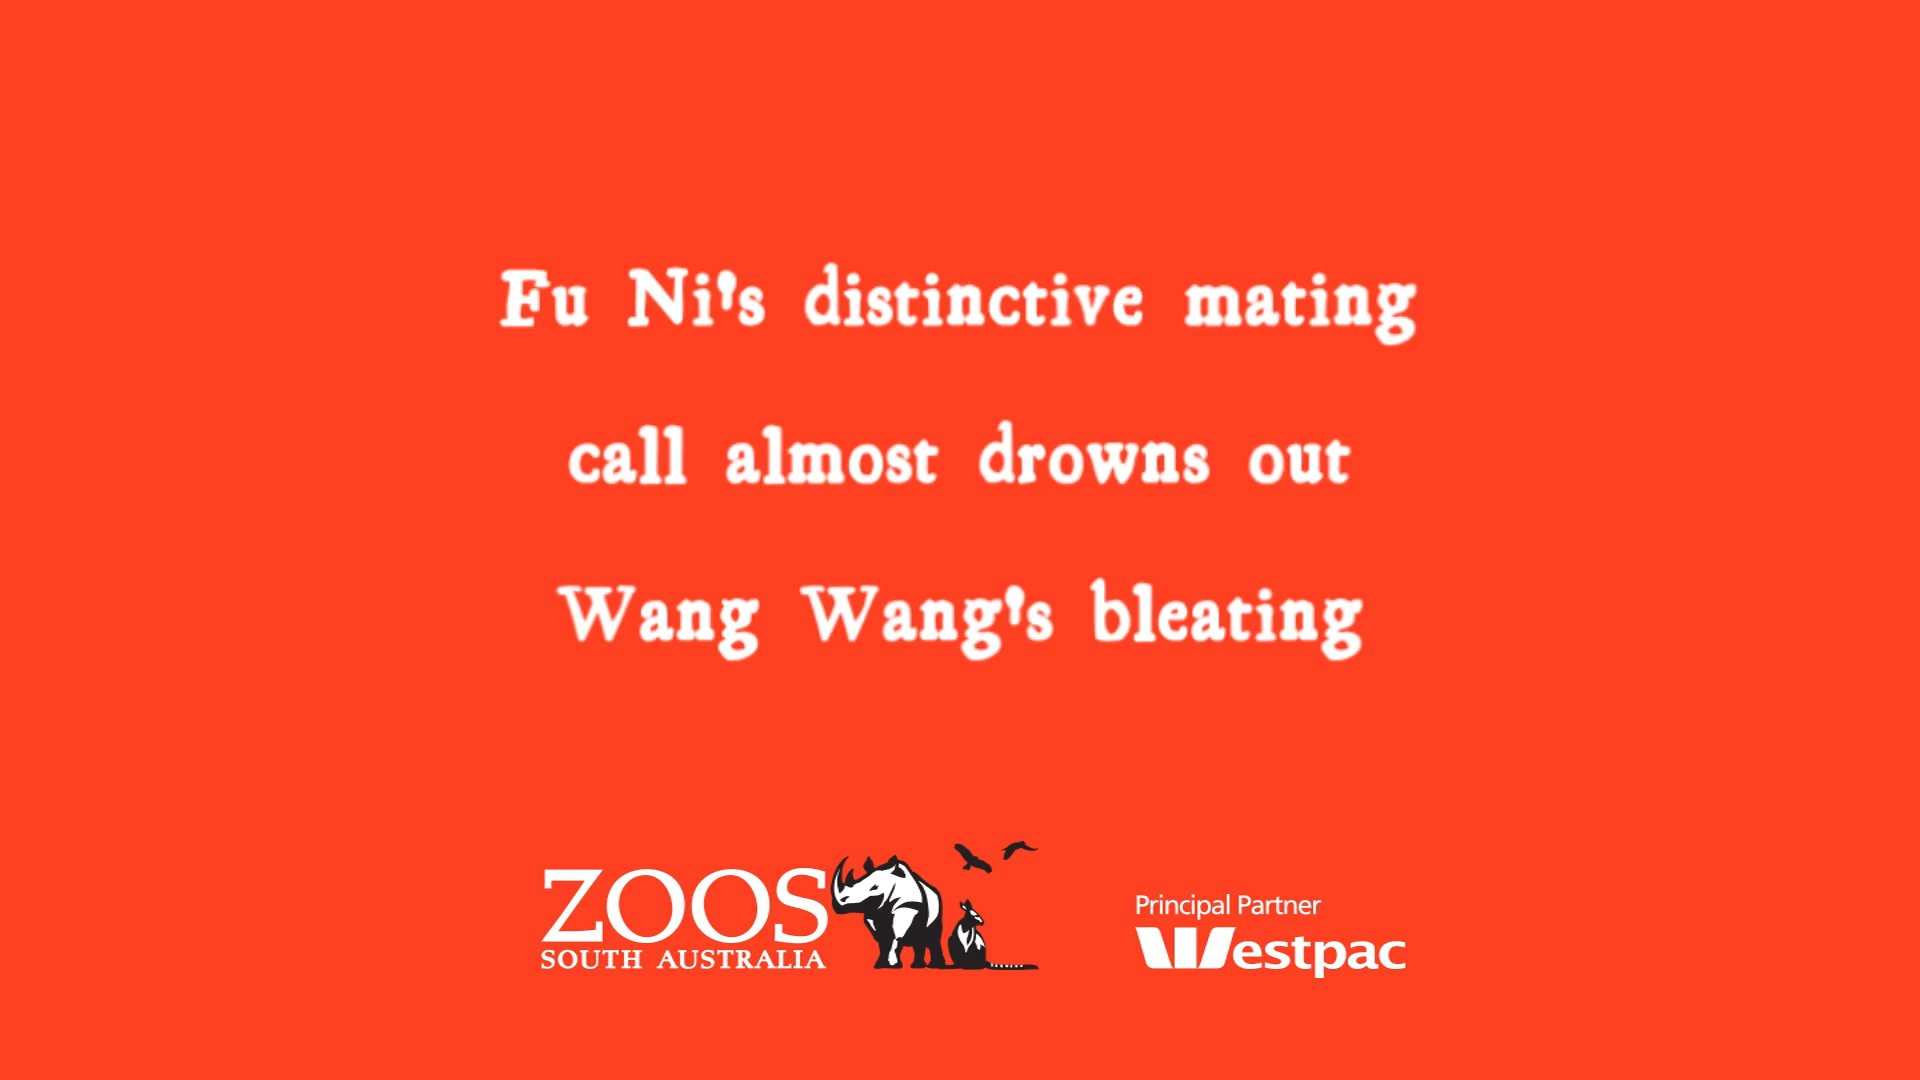 Fu Ni's distinctive mating
call almost drowns out
Wang Wang's bleating
ZOOS
SOUTH AUSTRALIA
Principal Partner
Westpac